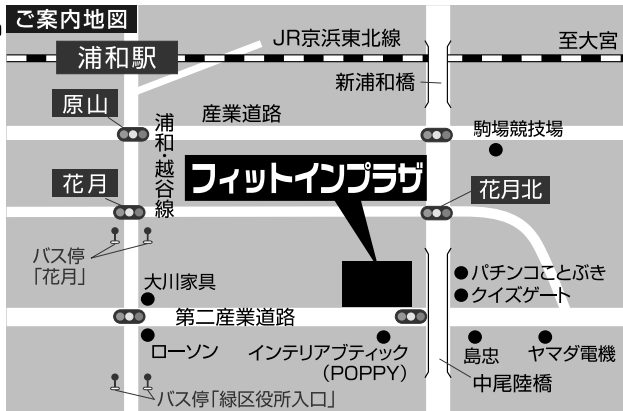 ご案内地図
JR京浜東北線
至大宮
浦和駅
新浦和橋
原山
産業道路
駒場競技場
浦和・越谷線
フィットインプラザ
花月
花月北
バス停
「花月」
大川家具
パチンコことぶき
クイズゲート
第二産業道路
ローソン
インテリアブティック
(POPPY)
島忠
ヤマダ電機
中尾陸橋
バス停「緑区役所入口」